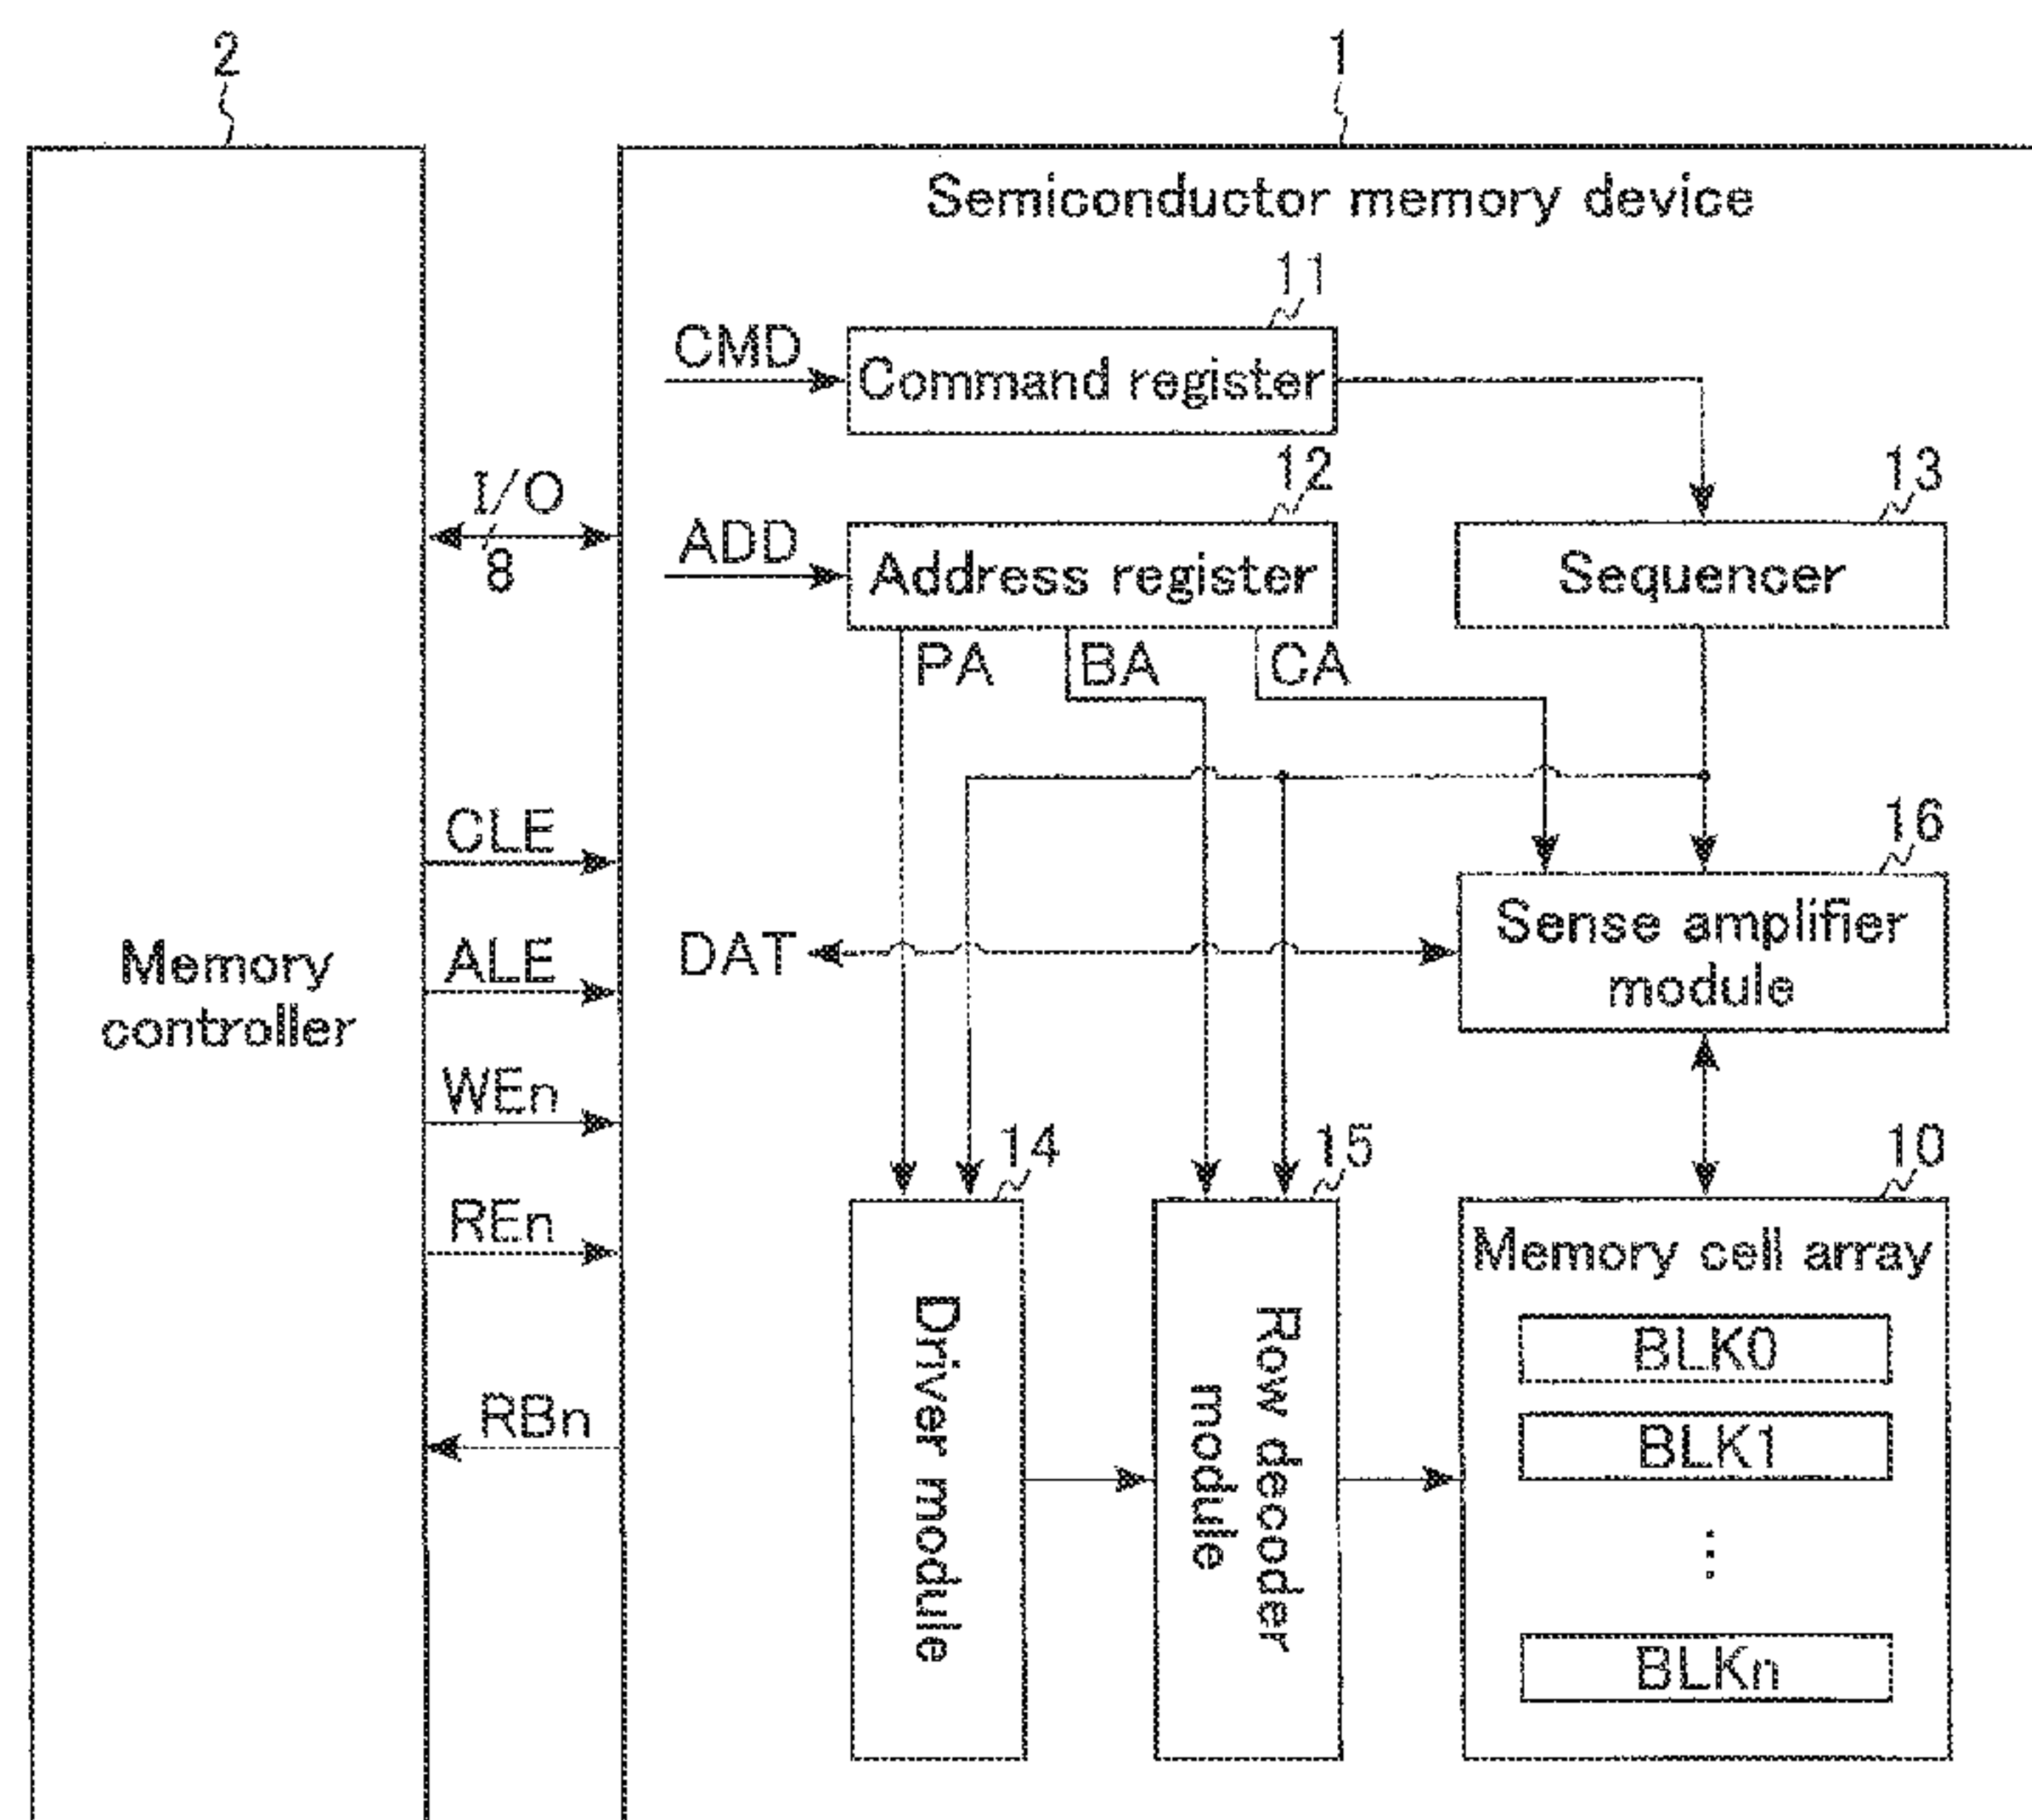 2
1
Semiconductor memory device
11
CMD
Command register
12
13
I/O
8
ADD
Address register
Sequencer
PA
BA
CA
CLE
16
Memory
controller
ALE
DAT
Sense amplifier
module
WEn
14
15
10
REn
Driver module
Row decoder
module
Memory cell array
BLK0
RBn
BLK1
⋮
BLKn